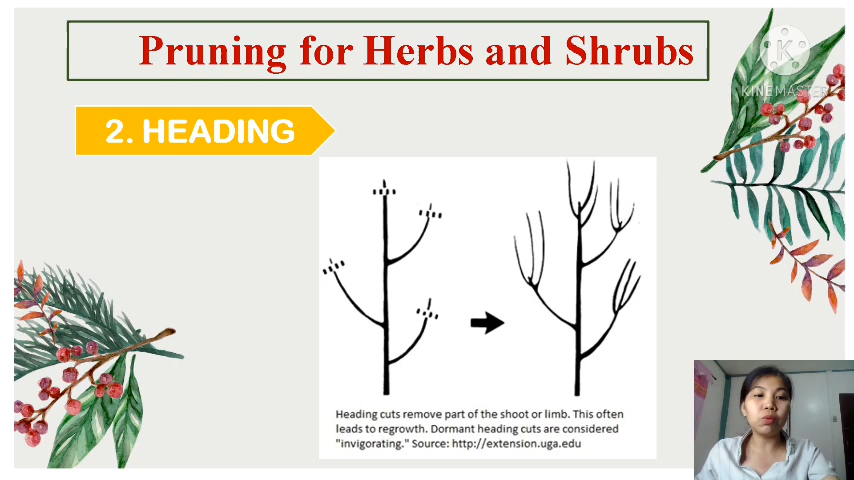 Pruning for Herbs and Shrubs
K
KINEMASTER
2. HEADING
Heading cuts remove part of the shoot or limb. This often
leads to regrowth. Dormant heading cuts are considered
"invigorating." Source: http://extension.uga.edu